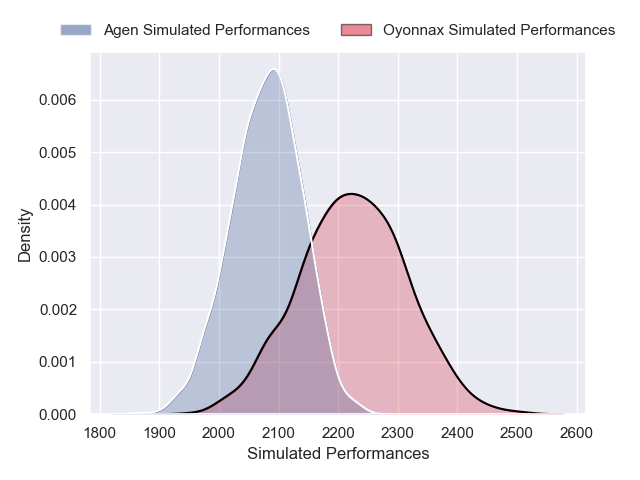 Agen Simulated Performances
Oyonnax Simulated Performances
Density
0.006
0.005
0.004
0.003
0.002
0.001
0.000
1800 1900 2000 2100 2200 2300 2400 2500 2600
Simulated Performances